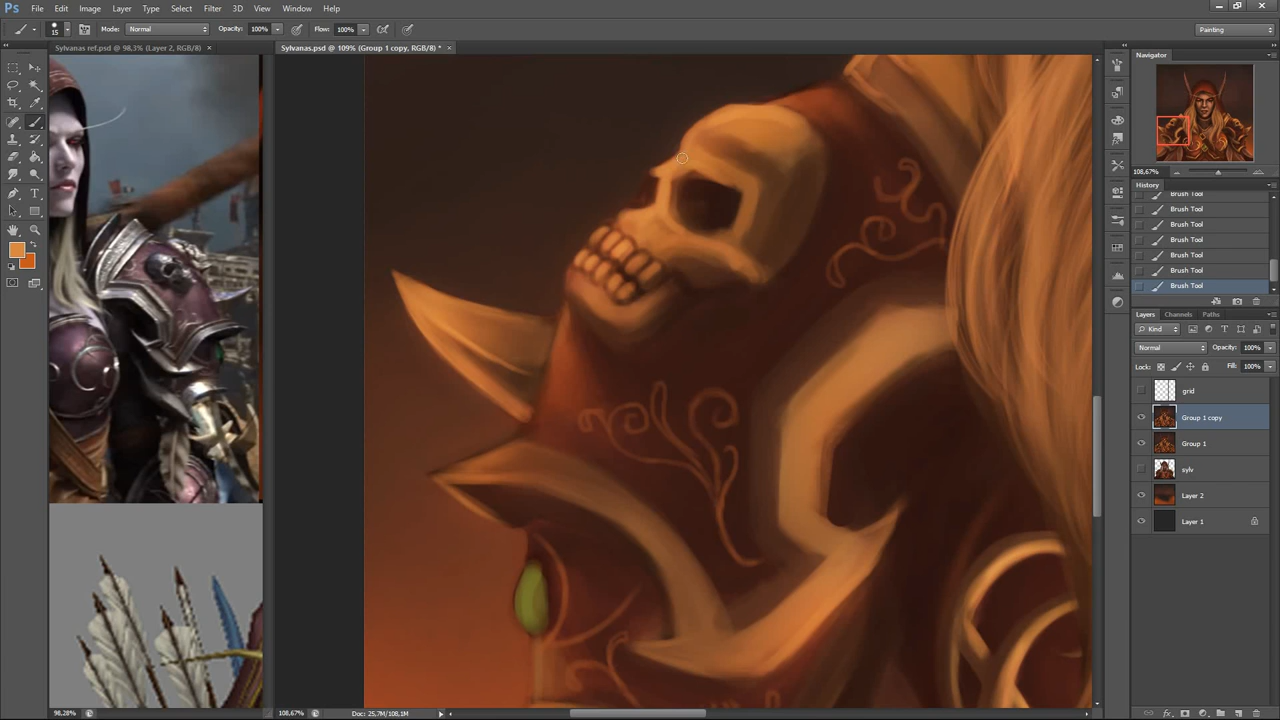 Ps File Edit Image Layer Type Select Filter 3D View Window Help
15 Mode: Normal Opacity: 100% Flow: 100% Painting
Sylvanas ref.psd @ 98,3% (Layer 2, RGB/8) × Sylvanas.psd @ 109% (Group 1 copy, RGB/8) * ×
Navigator
108,67%
History
Brush Tool
Brush Tool
Brush Tool
Brush Tool
Brush Tool
Brush Tool
Brush Tool
Layers Channels Paths
Kind
Normal Opacity: 100%
Lock: Fill: 100%
grid
Group 1 copy
Group 1
sylv
Layer 2
Layer 1
98,28% 108,67% Doc: 25,7M/108,1M